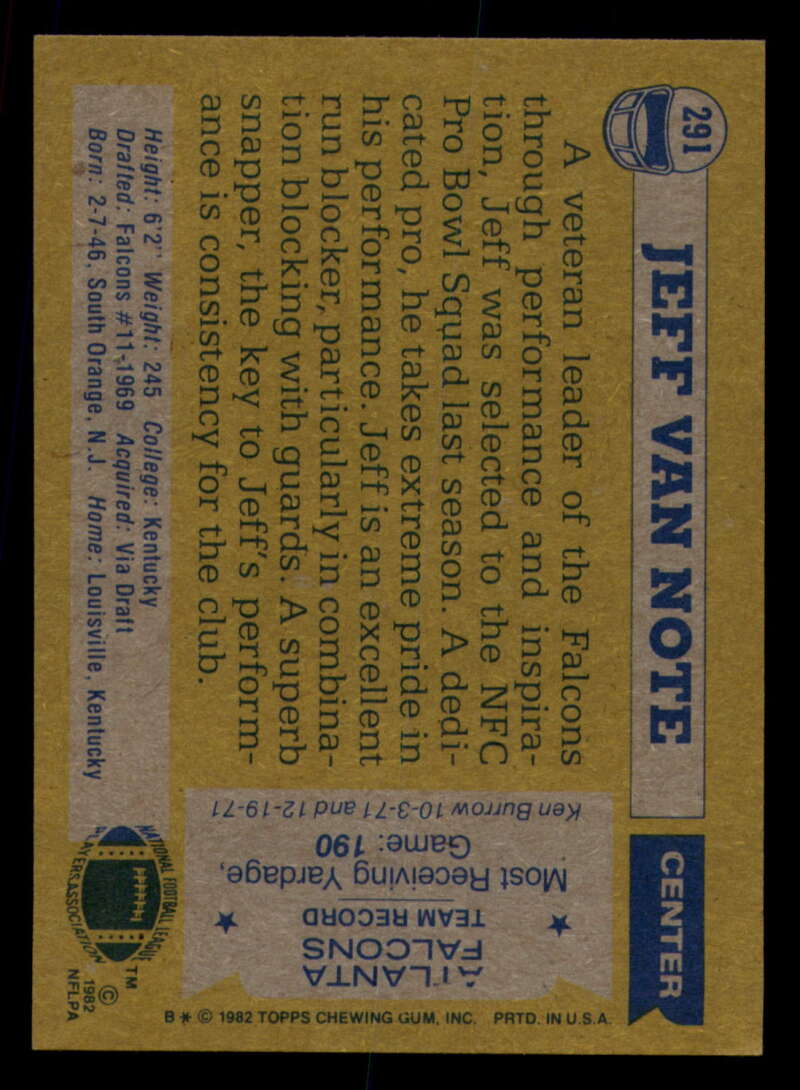 291
JEFF VAN NOTE
CENTER
A veteran leader of the Falcons
through performance and inspira-
tion, Jeff was selected to the NFC
Pro Bowl Squad last season. A dedi-
cated pro, he takes extreme pride in
his performance. Jeff is an excellent
run blocker, particularly in combina-
tion blocking with guards. A superb
snapper, the key to Jeff's perform-
ance is consistency for the club.
Height: 6'2" Weight: 245 College: Kentucky
Drafted: Falcons #11-1969 Acquired: Via Draft
Born: 2-7-46, South Orange, N.J. Home: Louisville, Kentucky
ATLANTA
FALCONS
TEAM RECORD
Most Receiving Yardage,
Game: 190
Ken Burrow 10-3-71 and 12-19-71
NATIONAL FOOTBALL LEAGUE
PLAYERS ASSOCIATION
TM
©
1982
NFLPA
B * © 1982 TOPPS CHEWING GUM, INC. PRTD. IN U.S.A.